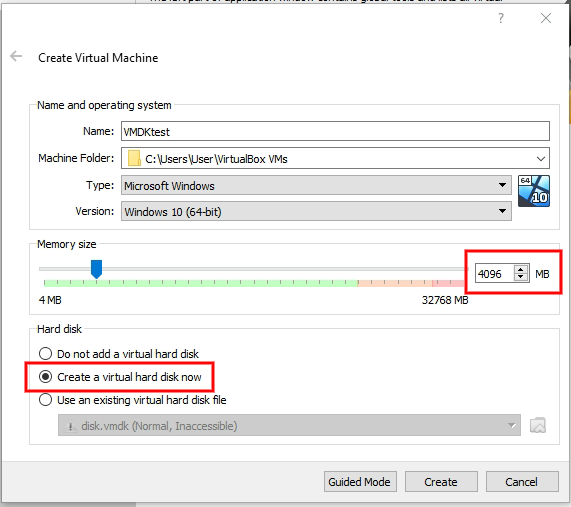 ?
Create Virtual Machine
Name and operating system
Name: VMDKtest
Machine Folder: C:\Users\User\VirtualBox VMs
Type: Microsoft Windows
64
Version: Windows 10 (64-bit)
10
Memory size
4096 MB
4 MB 32768 MB
Hard disk
Do not add a virtual hard disk
Create a virtual hard disk now
Use an existing virtual hard disk file
disk.vmdk (Normal, Inaccessible)
Guided Mode Create Cancel